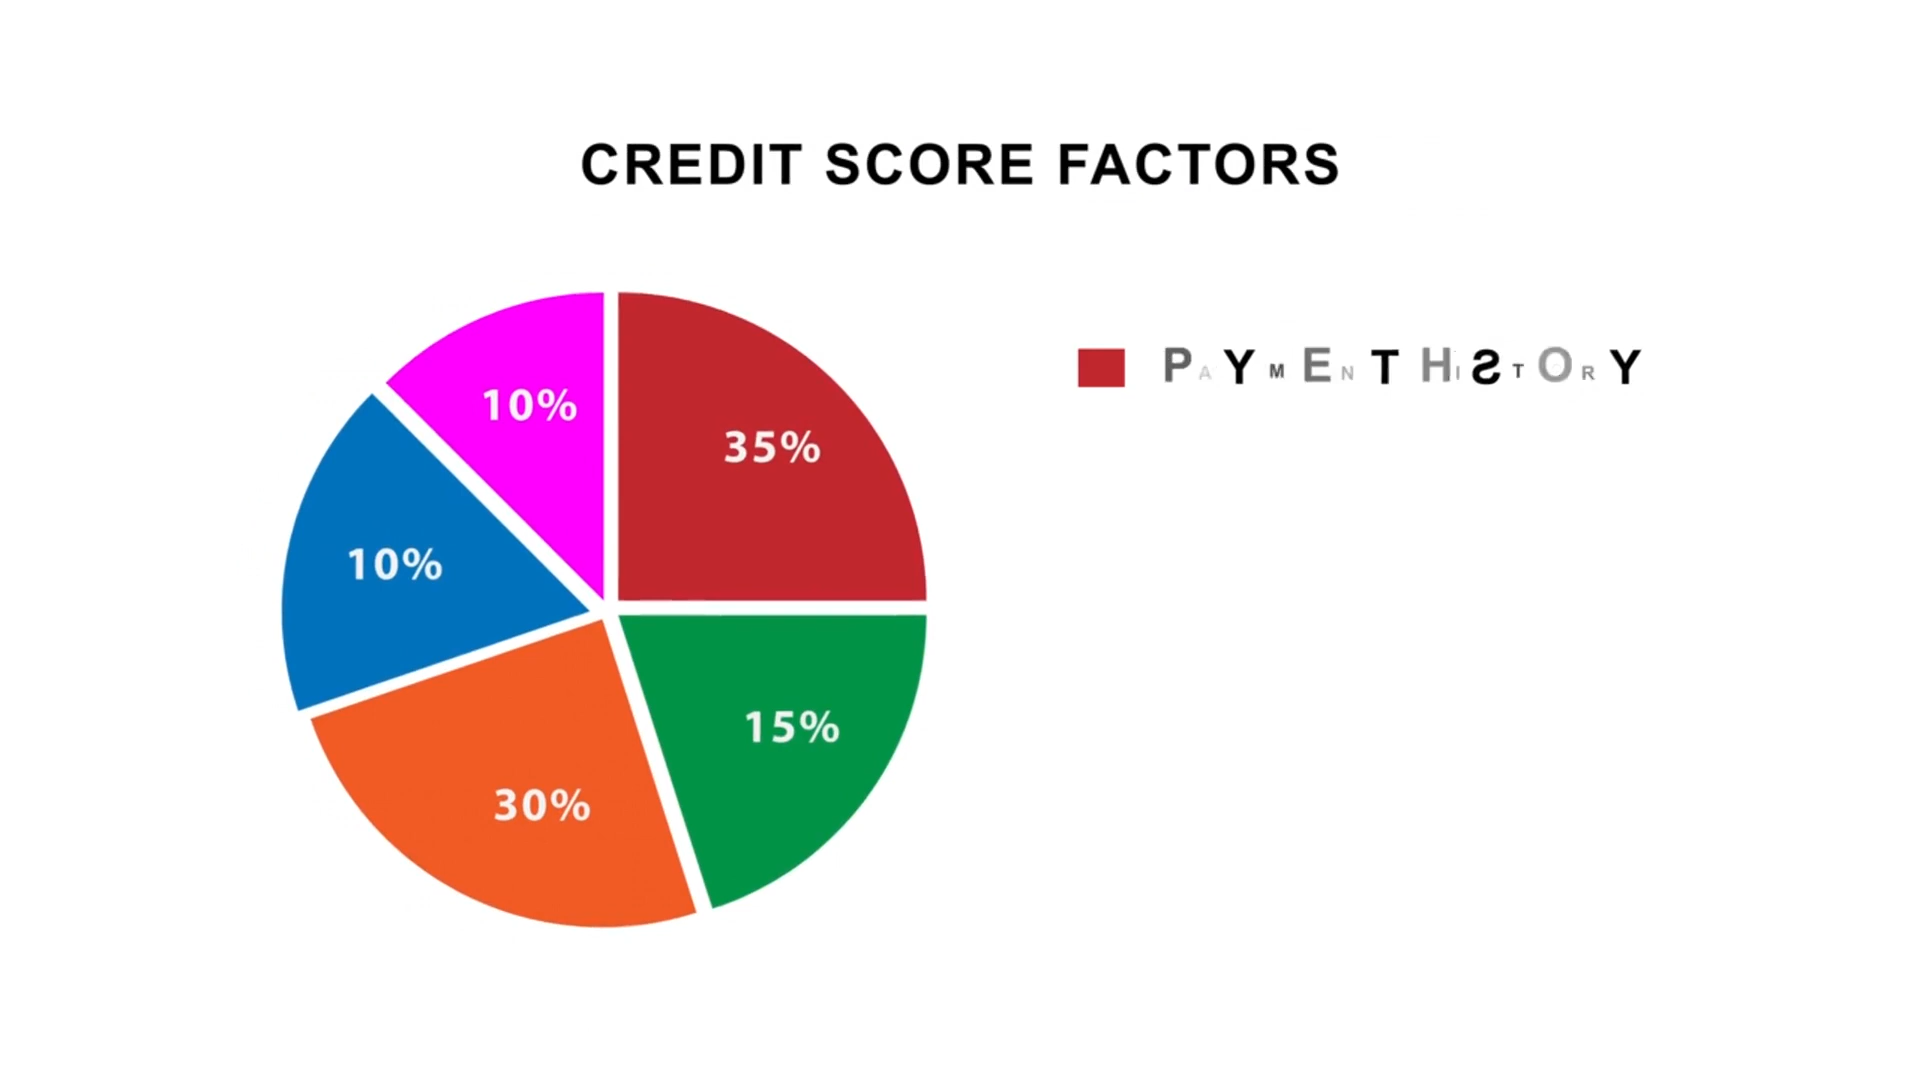 CREDIT SCORE FACTORS
10%
35%
PAYMENT HISTORY
10%
15%
30%